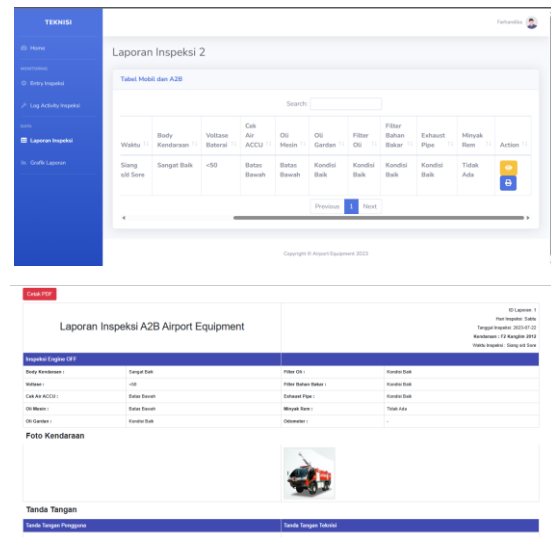 TEKNISI
Farhandika
Home
Laporan Inspeksi 2
MONITORING
Entry Inspeksi
Log Activity Inspeksi
DATA
Laporan Inspeksi
Grafik Laporan
Tabel Mobil dan A2B
Search:
Waktu Body Kendaraan Voltase Baterai Cek Air ACCU Oli Mesin Oli Gardan Filter Oli Filter Bahan Bakar Exhaust Pipe Minyak Rem Action
Siang s/d Sore Sangat Baik <50 Batas Bawah Batas Bawah Kondisi Baik Kondisi Baik Kondisi Baik Kondisi Baik Tidak Ada
Previous 1 Next
Copyright © Airport Equipment 2023
Cetak PDF
Laporan Inspeksi A2B Airport Equipment
ID Laporan: 1
Hari Inspeksi: Sabtu
Tanggal Inspeksi: 2023-07-22
Kendaraan : F3 Kenglim 2012
Waktu Inspeksi : Siang s/d Sore
Inspeksi Engine OFF
Body Kendaraan : Sangat Baik Filter Oli : Kondisi Baik
Voltase : <50 Filter Bahan Bakar : Kondisi Baik
Cek Air ACCU : Batas Bawah Exhaust Pipe : Kondisi Baik
Oli Mesin : Batas Bawah Minyak Rem : Tidak Ada
Oli Gardan : Kondisi Baik Odometer : -
Foto Kendaraan
Tanda Tangan
Tanda Tangan Pengguna Tanda Tangan Teknisi